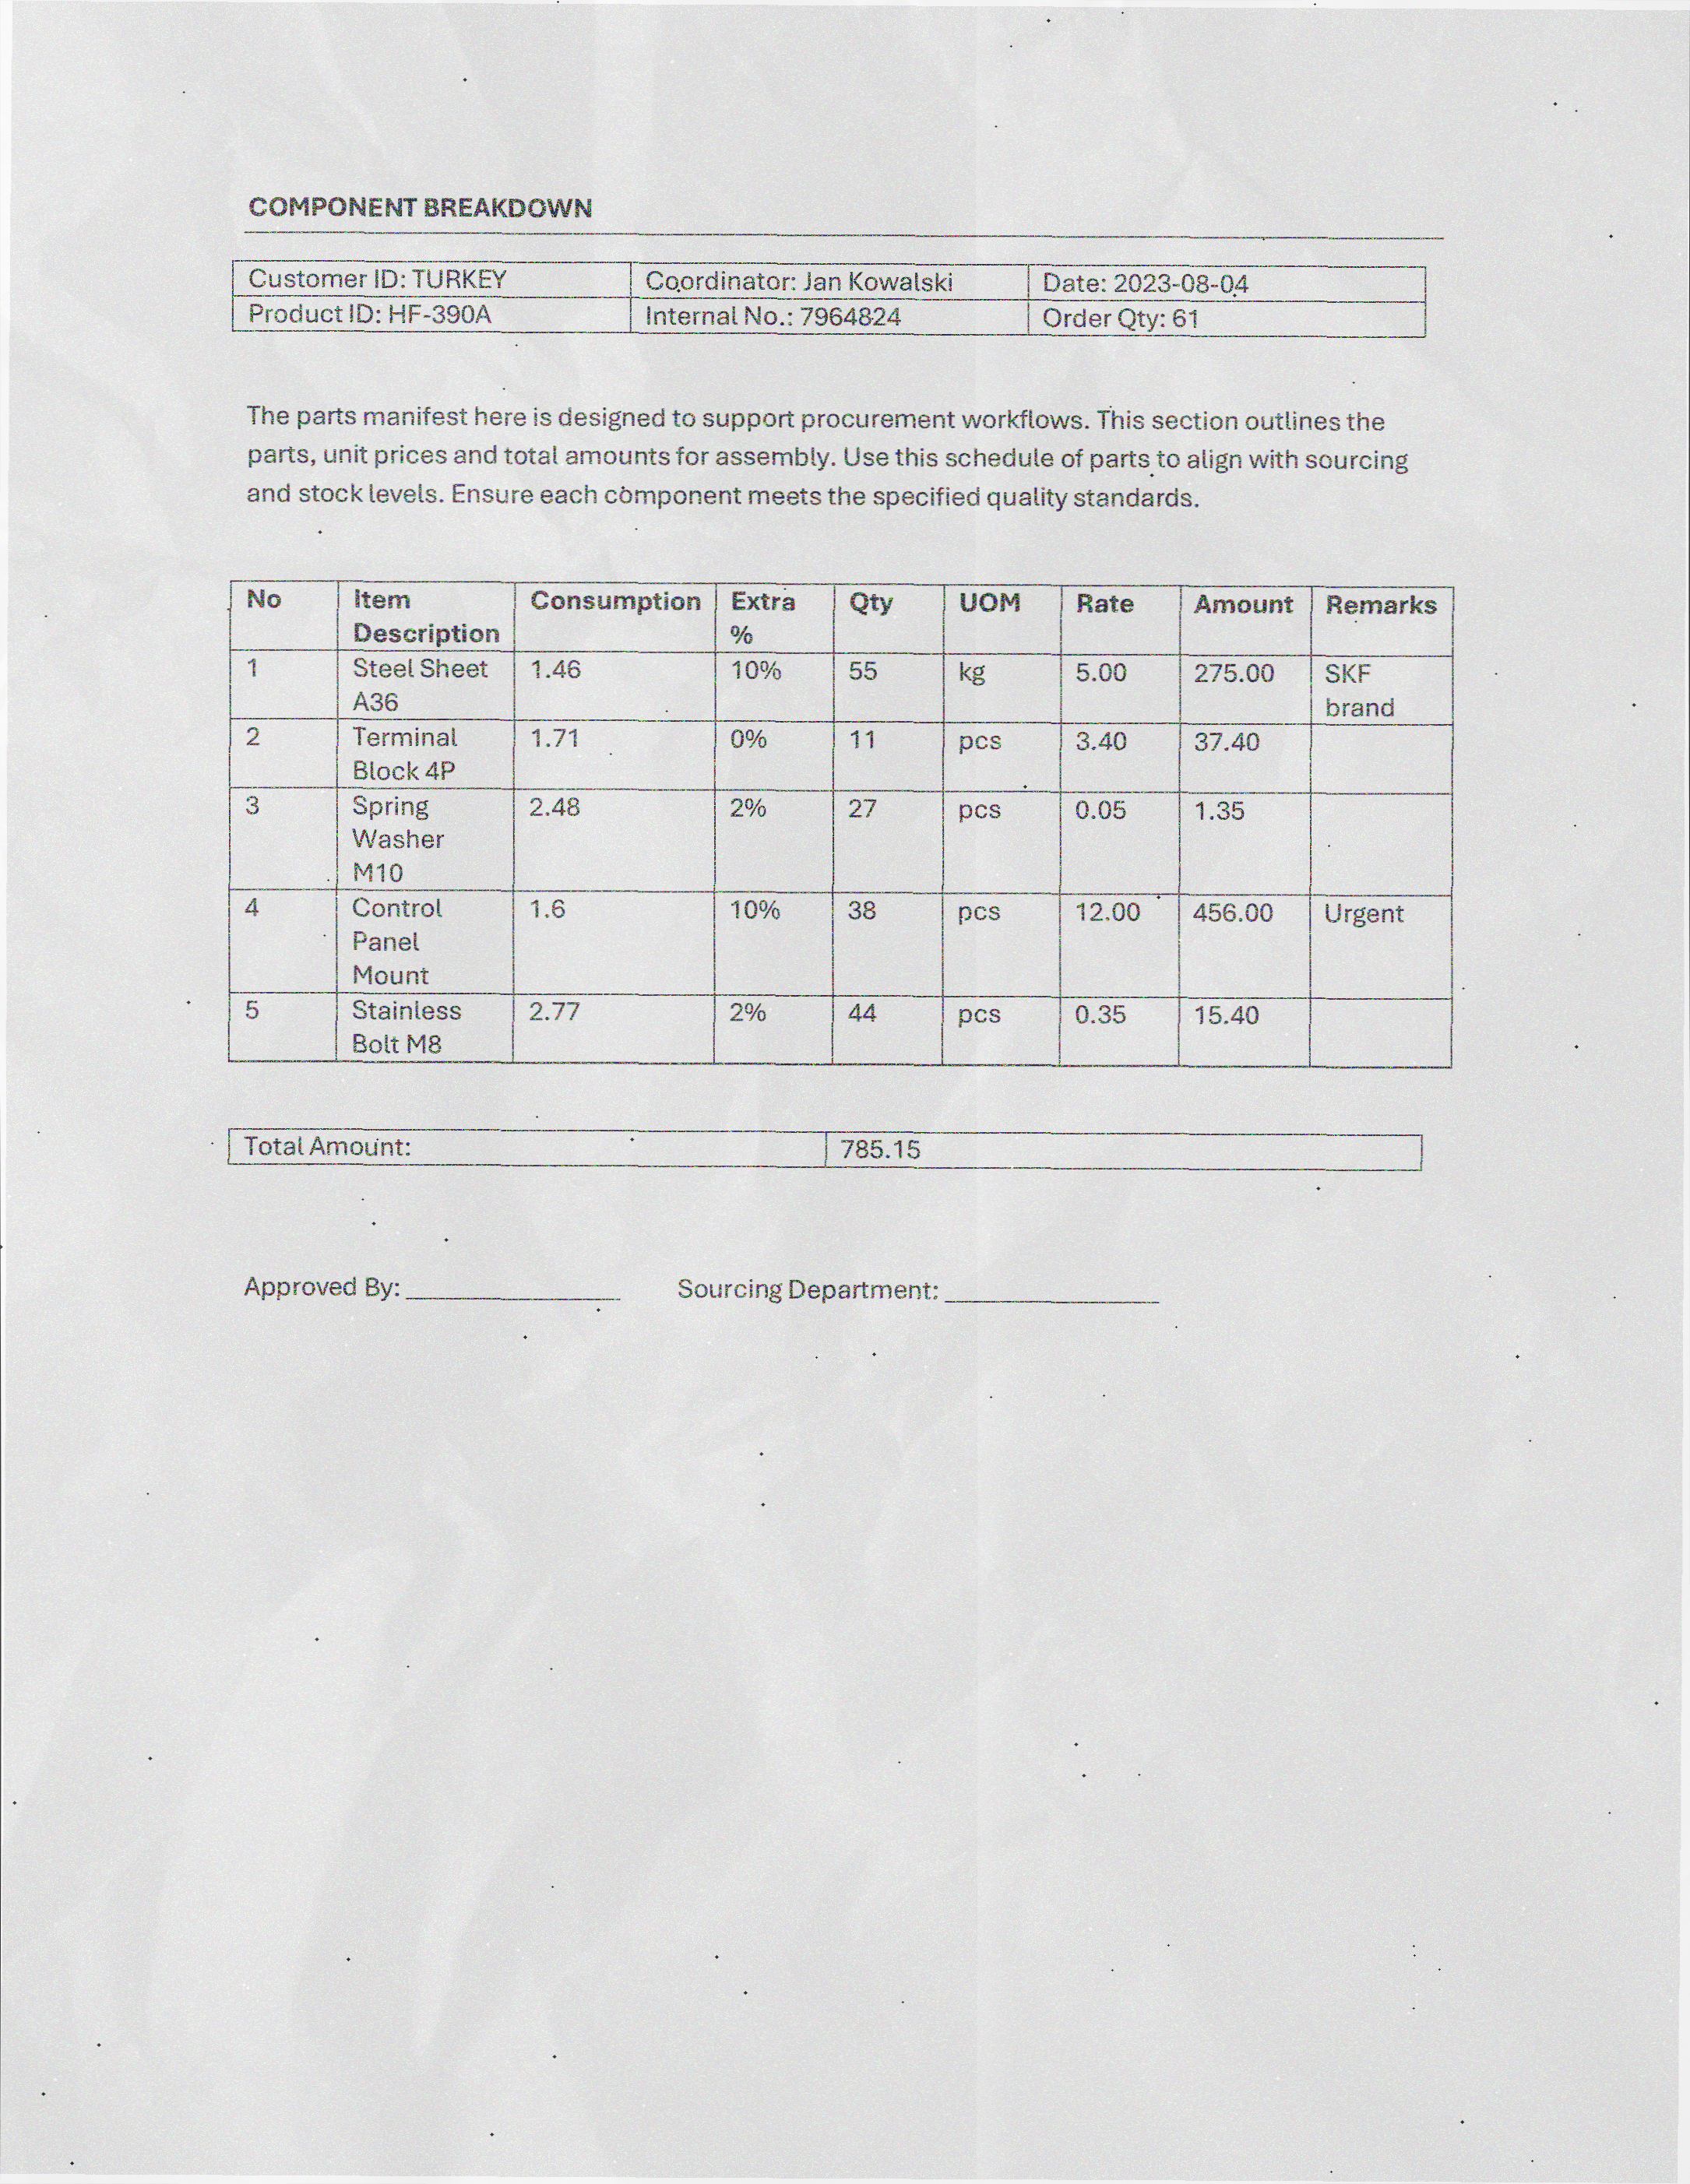 COMPONENT BREAKDOWN
Customer ID: TURKEY Coordinator: Jan Kowalski Date: 2023-08-04
Product ID: HF-390A Internal No.: 7964824 Order Qty: 61
The parts manifest here is designed to support procurement workflows. This section outlines the
parts, unit prices and total amounts for assembly. Use this schedule of parts to align with sourcing
and stock levels. Ensure each component meets the specified quality standards.
No Item Consumption Extra Qty UOM Rate Amount Remarks
Description %
1 Steel Sheet 1.46 10% 55 kg 5.00 275.00 SKF
A36 brand
2 Terminal 1.71 0% 11 pcs 3.40 37.40
Block 4P
3 Spring 2.48 2% 27 pcs 0.05 1.35
Washer
M10
4 Control 1.6 10% 38 pcs 12.00 456.00 Urgent
Panel
Mount
5 Stainless 2.77 2% 44 pcs 0.35 15.40
Bolt M8
Total Amount: 785.15
Approved By: _______________ Sourcing Department: _______________